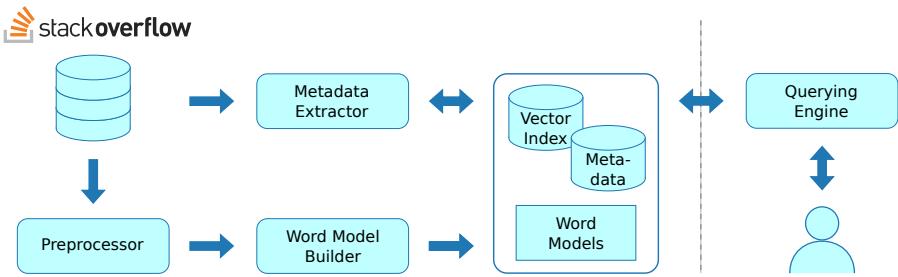 stackoverflow
Metadata
Extractor
Vector
Index
Meta-
data
Querying
Engine
Preprocessor
Word Model
Builder
Word
Models